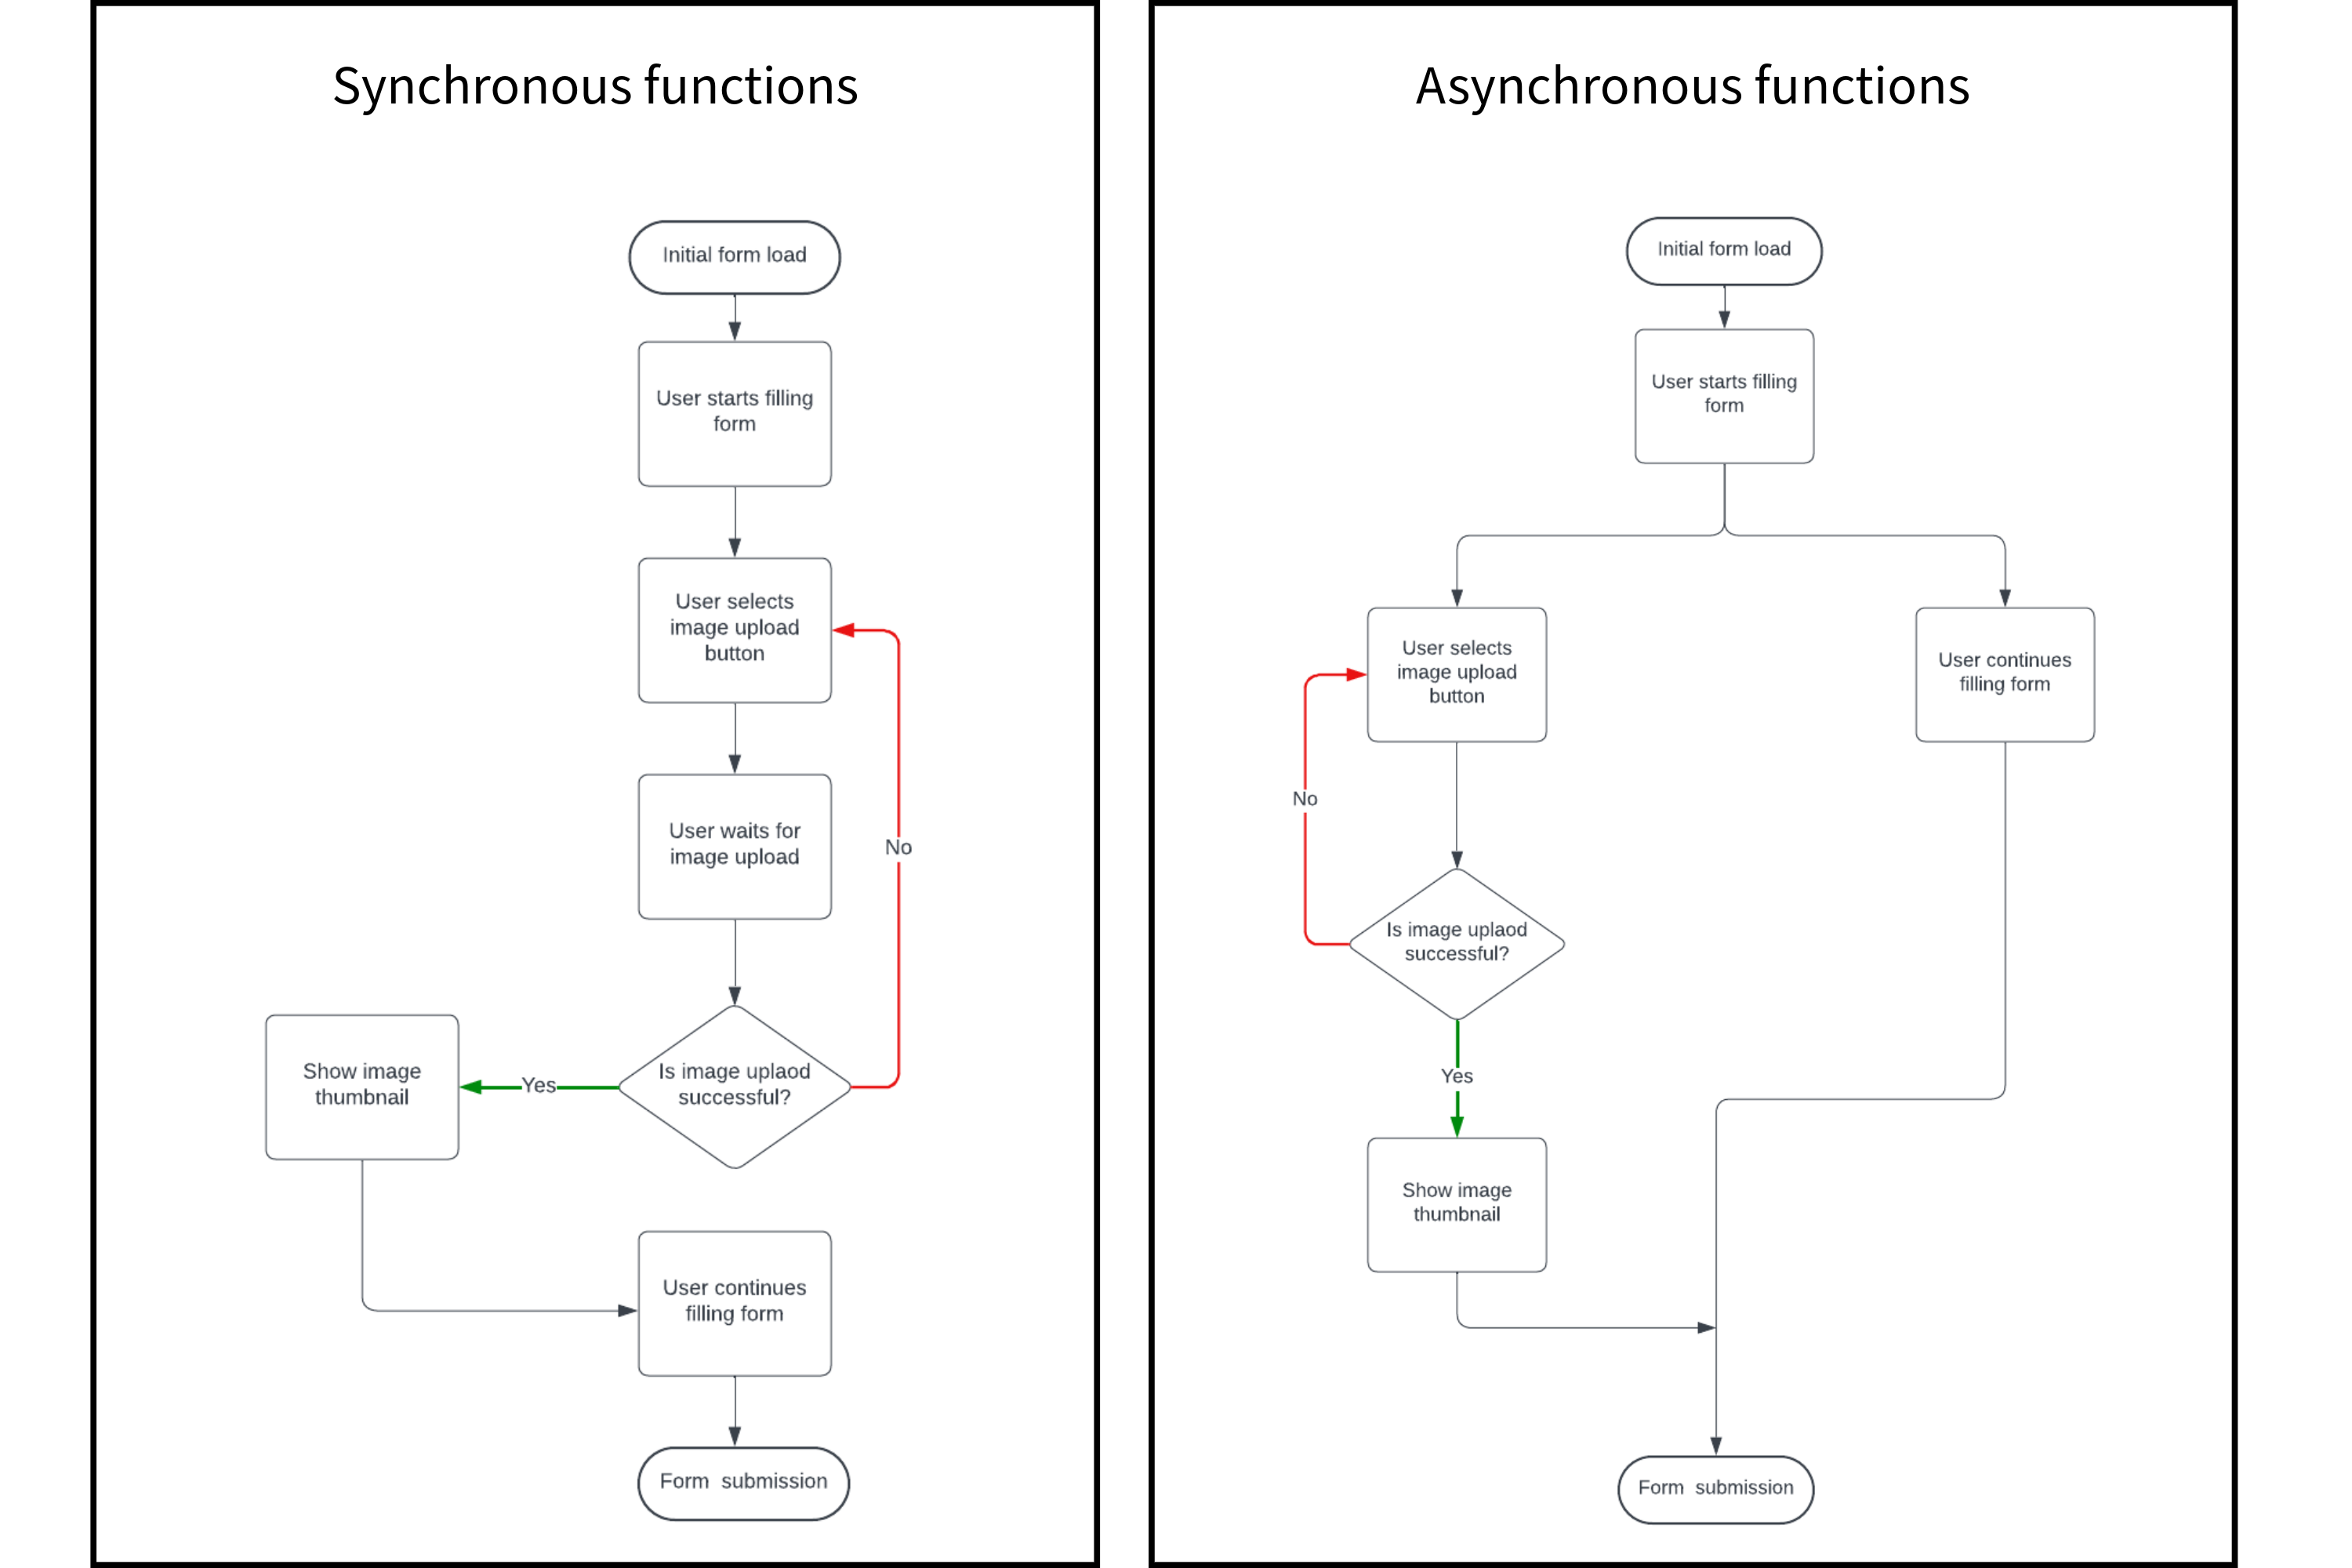 Synchronous functions
Initial form load
User starts filling
form
User selects
image upload
button
User waits for
image upload
No
Is image uplaod
successful?
Yes
Show image
thumbnail
User continues
filling form
Form submission
Asynchronous functions
Initial form load
User starts filling
form
User selects
image upload
button
User continues
filling form
No
Is image uplaod
successful?
Yes
Show image
thumbnail
Form submission